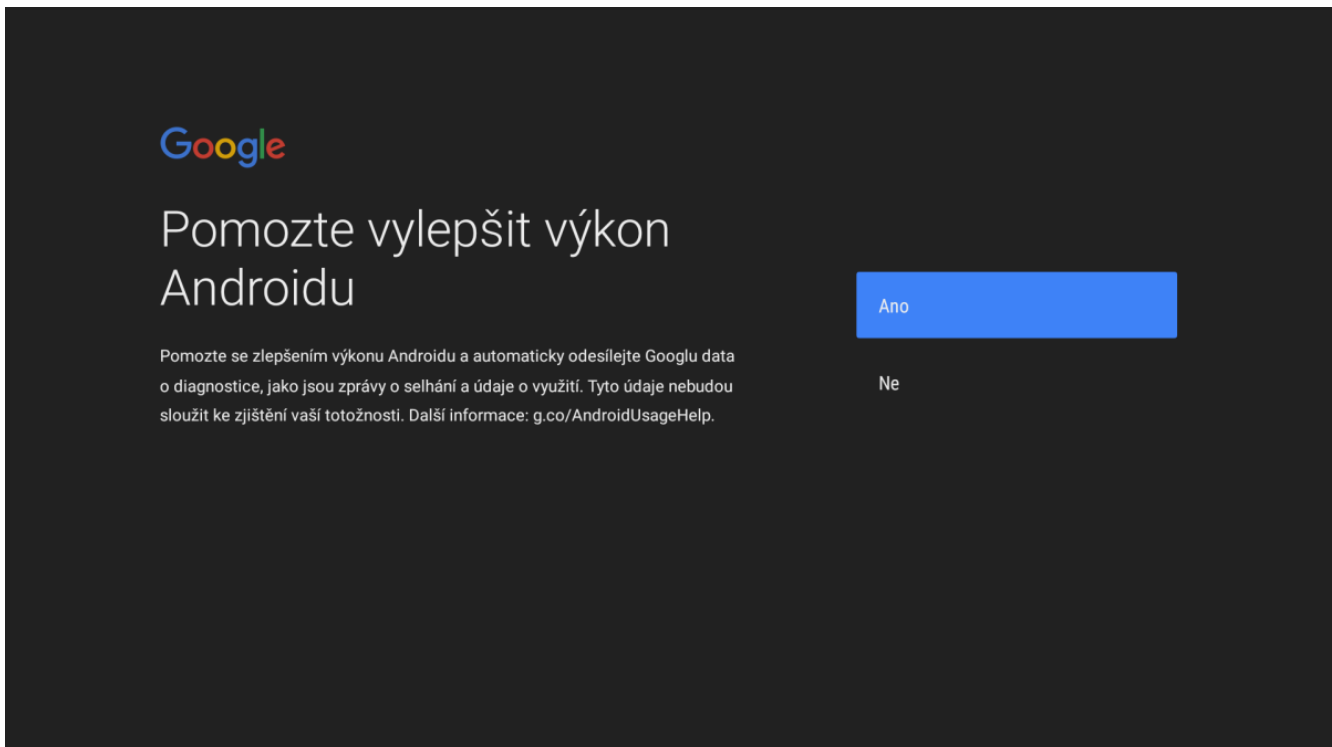 Google
Pomozte vylepšit výkon
Androidu
Pomozte se zlepšením výkonu Androidu a automaticky odesílejte Googlu data
o diagnostice, jako jsou zprávy o selhání a údaje o využití. Tyto údaje nebudou
sloužit ke zjištění vaší totožnosti. Další informace: g.co/AndroidUsageHelp.
Ano
Ne